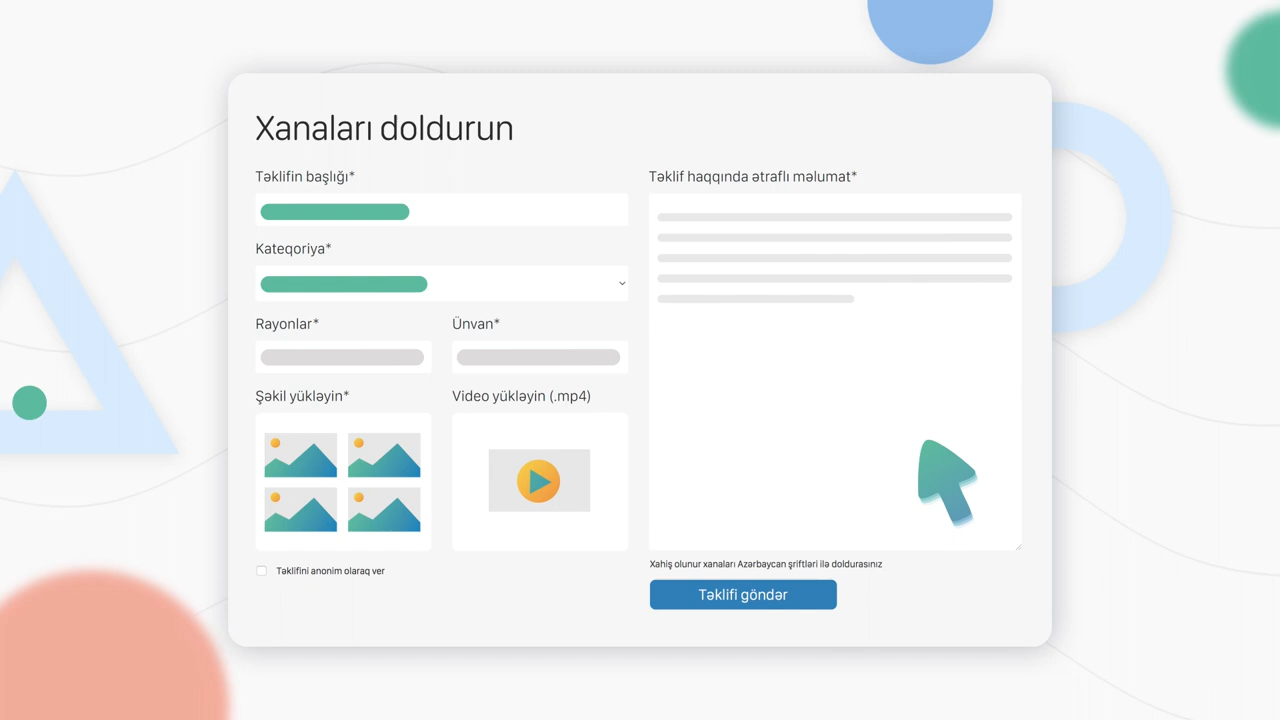 Xanaları doldurun
Təklifin başlığı*
Kateqoriya*
Rayonlar*
Ünvan*
Şəkil yükləyin*
Video yükləyin (.mp4)
Təklifini anonim olaraq ver
Təklif haqqında ətraflı məlumat*
Xahiş olunur xanaları Azərbaycan şriftləri ilə doldurasınız
Təklifi göndər